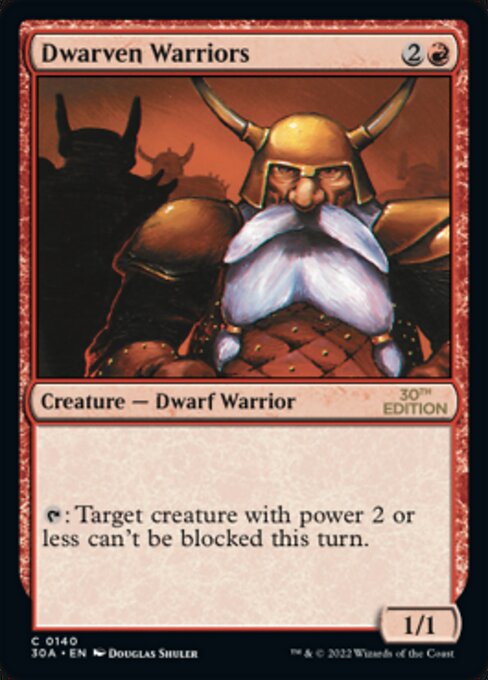 Dwarven Warriors 2
Creature — Dwarf Warrior
30TH
EDITION
: Target creature with power 2 or
less can't be blocked this turn.
1/1
C 0140
30A • EN Douglas Shuler
™ & © 2022 Wizards of the Coast